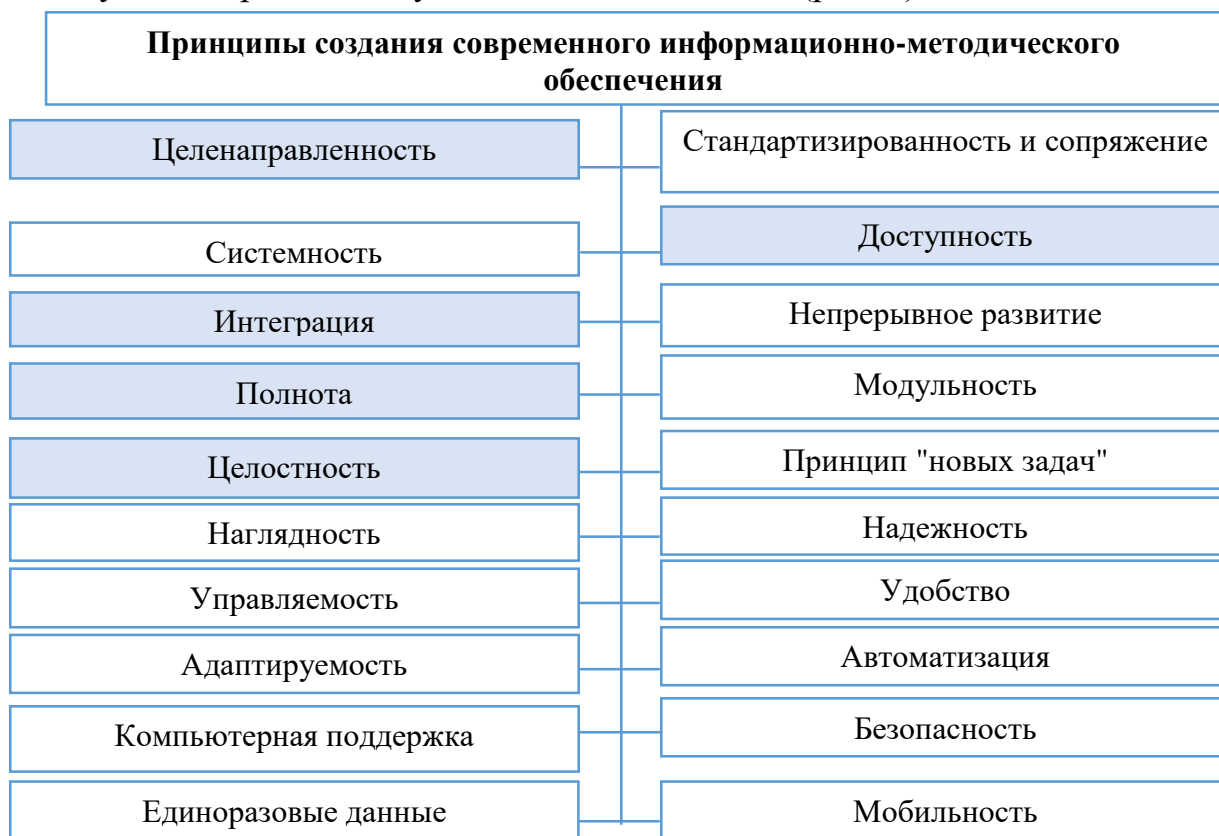 Принципы создания современного информационно-методического
обеспечения
Целенаправленность
Стандартизированность и сопряжение
Системность
Доступность
Интеграция
Непрерывное развитие
Полнота
Модульность
Целостность
Принцип "новых задач"
Наглядность
Надежность
Управляемость
Удобство
Адаптируемость
Автоматизация
Компьютерная поддержка
Безопасность
Единоразовые данные
Мобильность